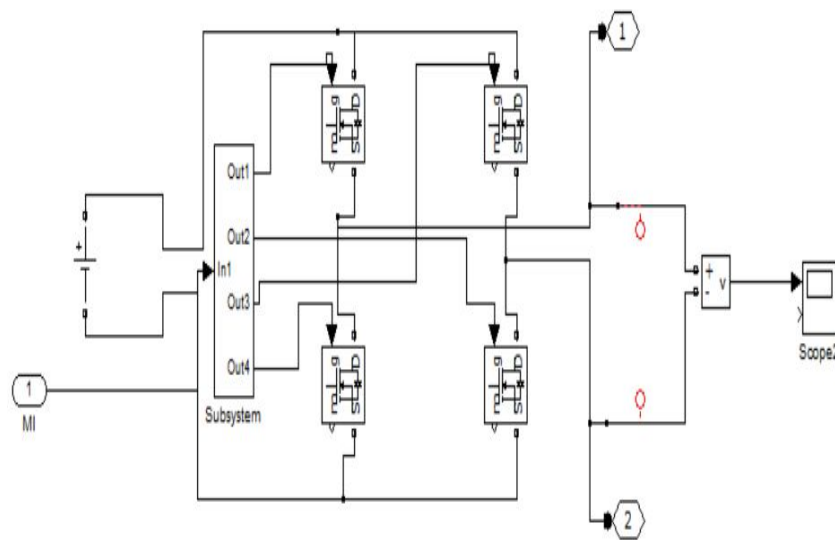 1
g
D
m
S
g
D
m
S
Out1
Out2
In1
Out3
Out4
Subsystem
+
1
MI
g
D
m
S
g
D
m
S
+
-
v
Scope2
2